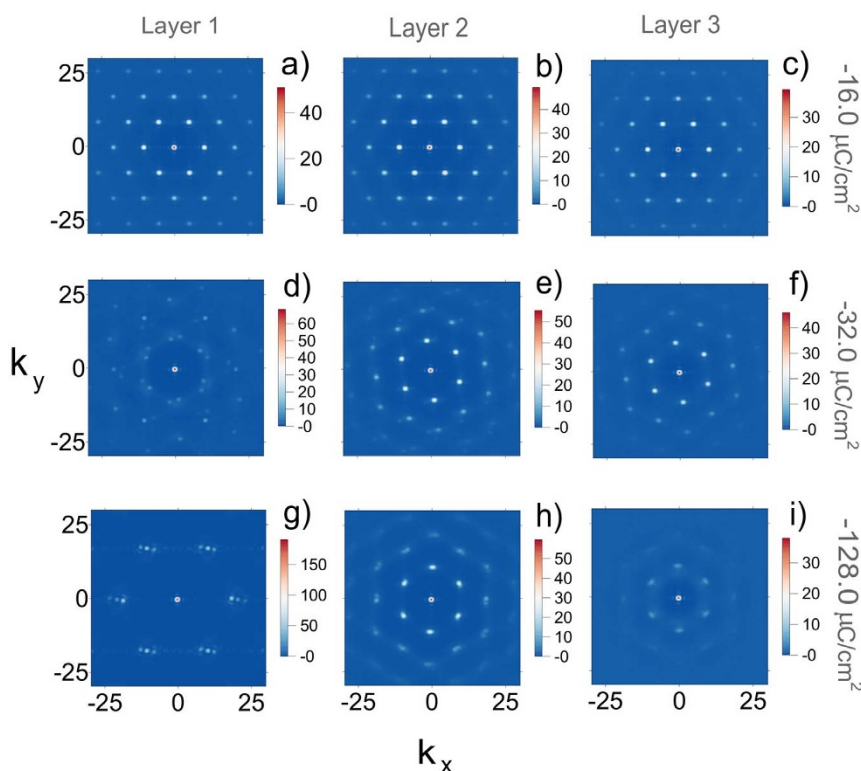 Layer 1 Layer 2 Layer 3
a) b) c)
25 0 -25
40 20 -0
40 30 20 10 -0
30 20 10 -0
-16.0 μC/cm²
d) e) f)
25 0 -25
60 50 40 30 20 10 -0
50 40 30 20 10 -0
40 30 20 10 -0
-32.0 μC/cm²
k_y
g) h) i)
25 0 -25
150 100 50 -0
50 40 30 20 10 -0
30 20 10 -0
-128.0 μC/cm²
-25 0 25 -25 0 25 -25 0 25
k_x